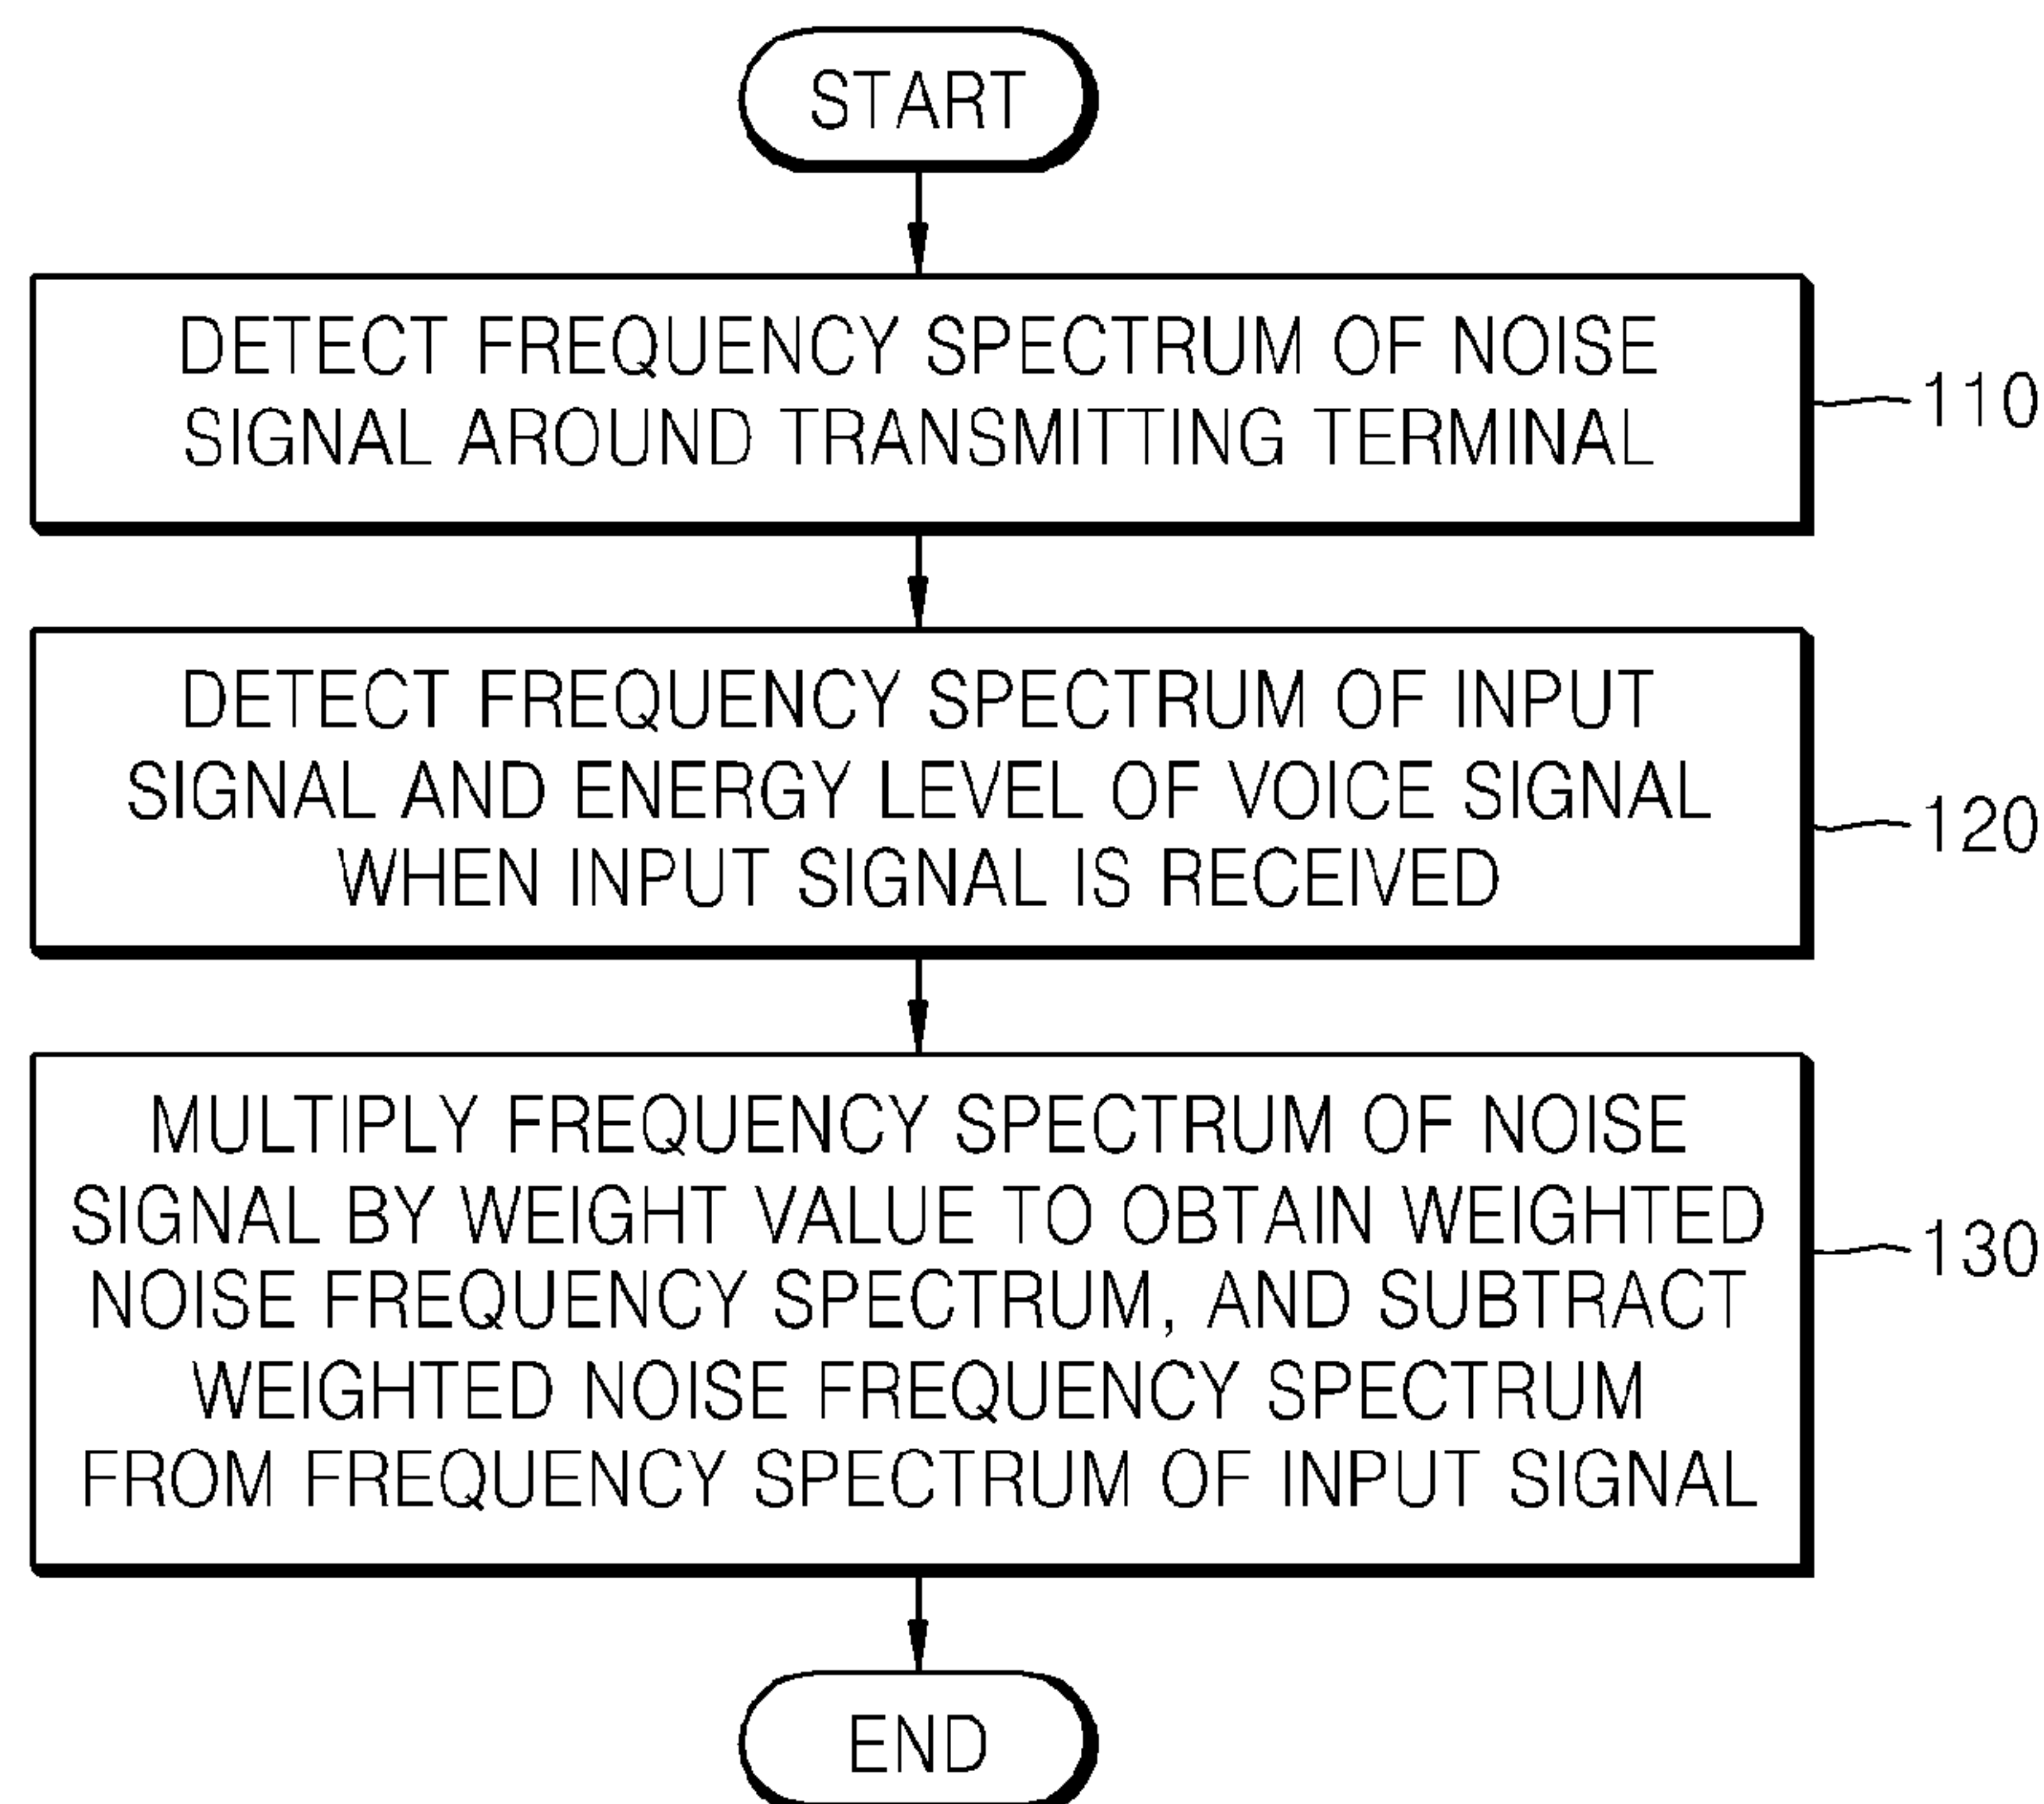 START
DETECT FREQUENCY SPECTRUM OF NOISE
SIGNAL AROUND TRANSMITTING TERMINAL
110
DETECT FREQUENCY SPECTRUM OF INPUT
SIGNAL AND ENERGY LEVEL OF VOICE SIGNAL
WHEN INPUT SIGNAL IS RECEIVED
120
MULTIPLY FREQUENCY SPECTRUM OF NOISE
SIGNAL BY WEIGHT VALUE TO OBTAIN WEIGHTED
NOISE FREQUENCY SPECTRUM, AND SUBTRACT
WEIGHTED NOISE FREQUENCY SPECTRUM
FROM FREQUENCY SPECTRUM OF INPUT SIGNAL
130
END